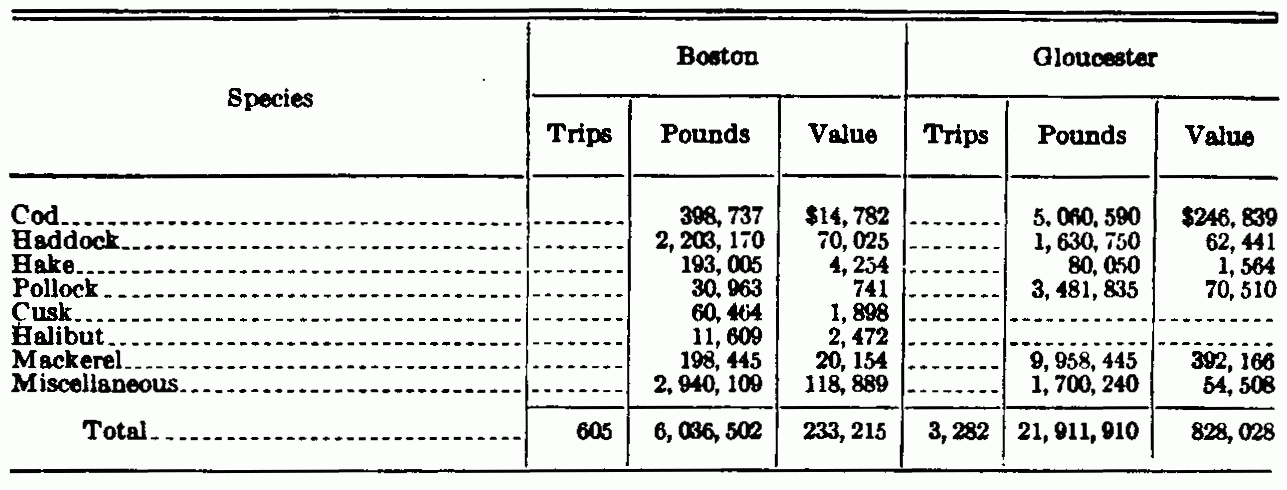 Species Boston Gloucester
Trips Pounds Value Trips Pounds Value
Cod 398,737 $14,782 5,060,590 $246,839
Haddock 2,203,170 70,025 1,630,750 62,441
Hake 193,005 4,254 80,050 1,564
Pollock 30,963 741 3,481,835 70,510
Cusk 60,464 1,898
Halibut 11,609 2,472
Mackerel 198,445 20,154 9,958,445 392,166
Miscellaneous 2,940,109 118,889 1,700,240 54,508
Total 605 6,036,502 233,215 3,282 21,911,910 828,028